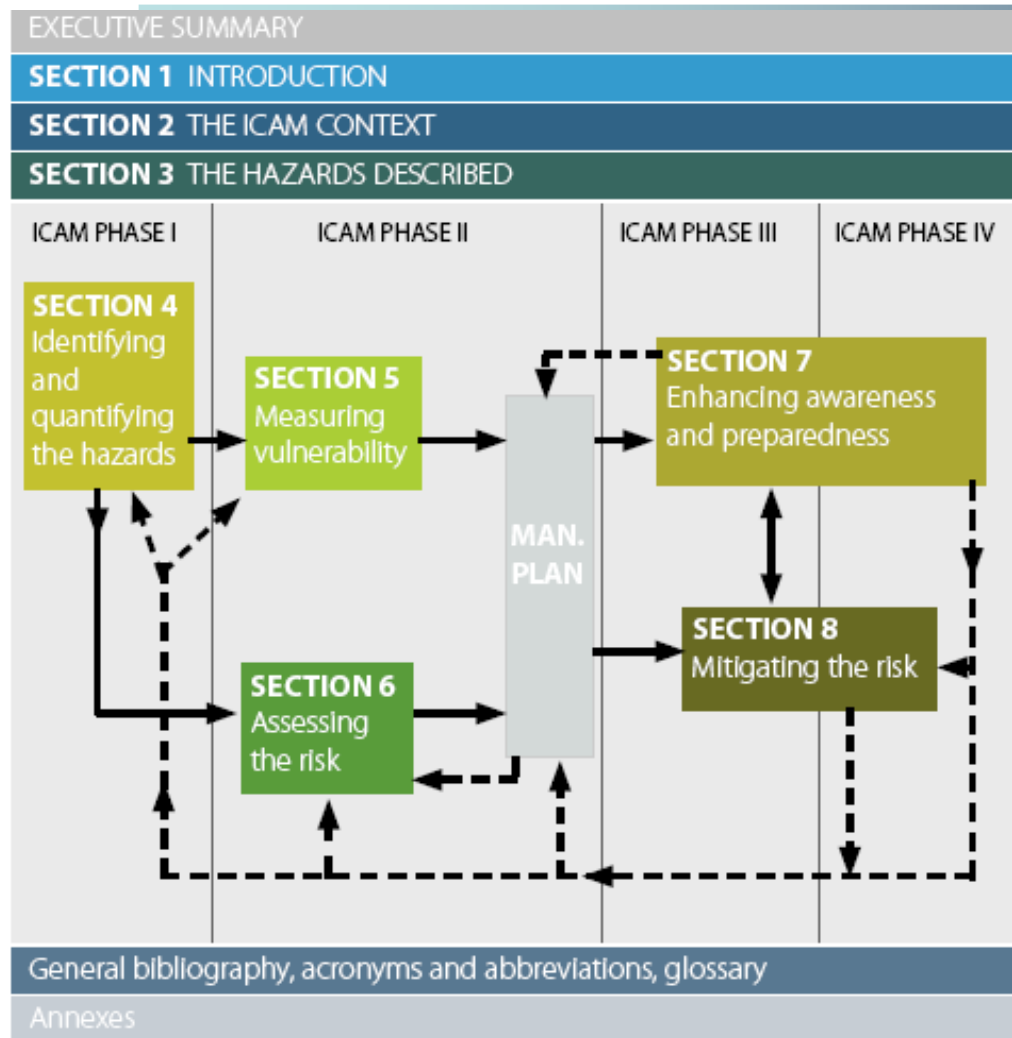 EXECUTIVE SUMMARY
SECTION 1 INTRODUCTION
SECTION 2 THE ICAM CONTEXT
SECTION 3 THE HAZARDS DESCRIBED
ICAM PHASE I
ICAM PHASE II
ICAM PHASE III
ICAM PHASE IV
SECTION 4
Identifying
and
quantifying
the hazards
SECTION 5
Measuring
vulnerability
MAN.
PLAN
SECTION 7
Enhancing awareness
and preparedness
SECTION 6
Assessing
the risk
SECTION 8
Mitigating the risk
General bibliography, acronyms and abbreviations, glossary
Annexes